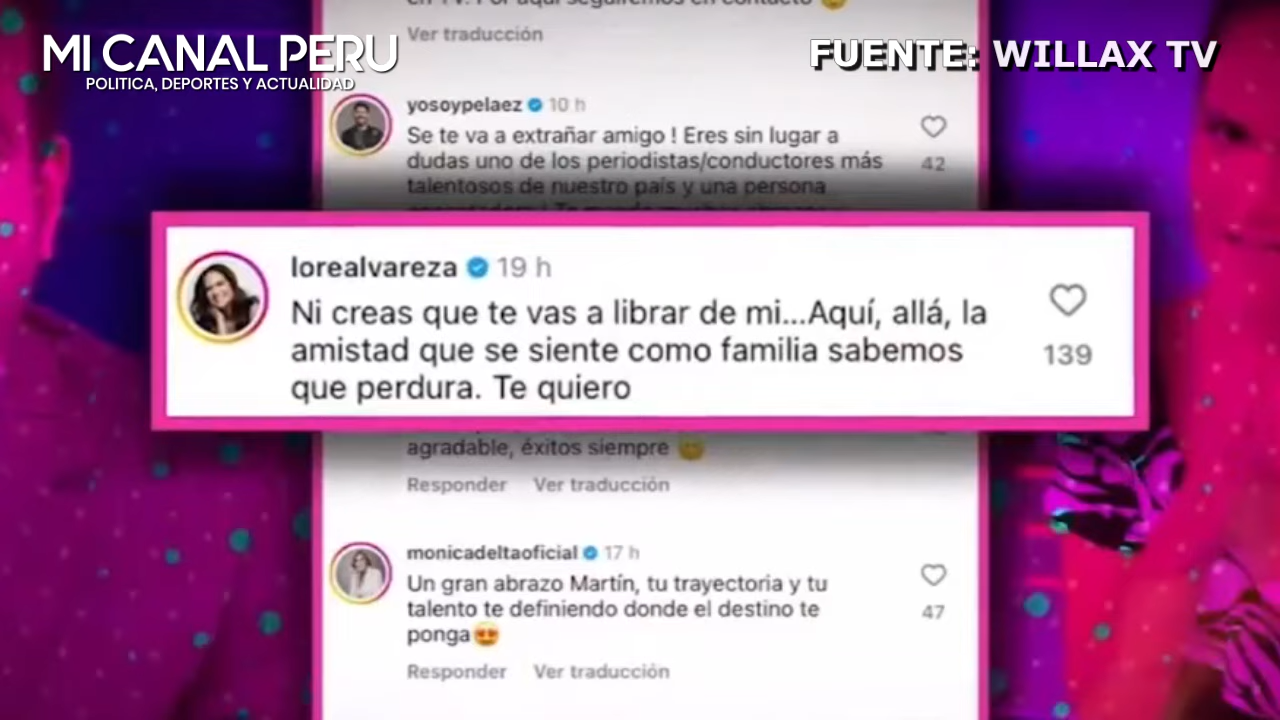 en TV. Por aquí seguiremos en contacto
Ver traducción
MI CANAL PERU
POLITICA, DEPORTES Y ACTUALIDAD
FUENTE: WILLAX TV
yosoypelaez 10 h
Se te va a extrañar amigo ! Eres sin lugar a
dudas uno de los periodistas/conductores más
talentosos de nuestro país y una persona
42
lorealvareza 19 h
Ni creas que te vas a librar de mi...Aquí, allá, la
amistad que se siente como familia sabemos
que perdura. Te quiero
139
agradable, éxitos siempre
Responder Ver traducción
monicadeltaoficial 17 h
Un gran abrazo Martín, tu trayectoria y tu
talento te definiendo donde el destino te
ponga😍
47
Responder Ver traducción